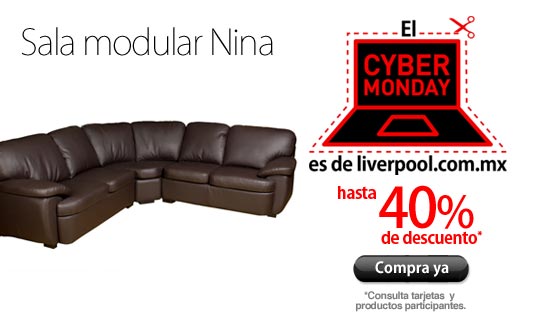 Sala modular Nina
El
CYBER
MONDAY
es de liverpool.com.mx
hasta 40%
de descuento*
Compra ya
*Consulta tarjetas y
productos participantes.